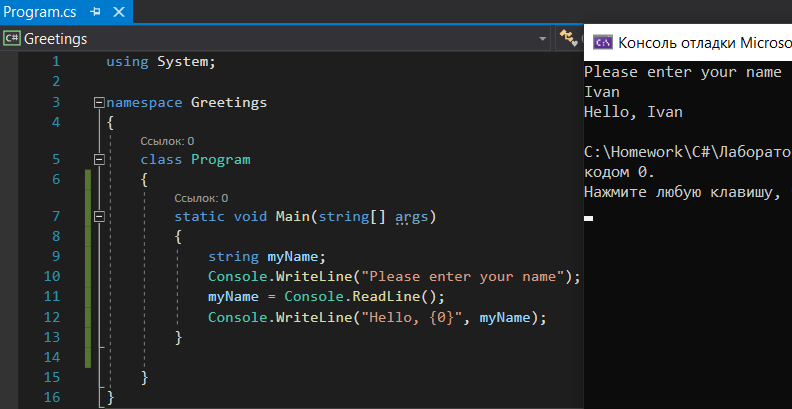 Program.cs
C# Greetings
1 using System;
2
3 namespace Greetings
4 {
Ссылок: 0
5 class Program
6 {
Ссылок: 0
7 static void Main(string[] args)
8 {
9 string myName;
10 Console.WriteLine("Please enter your name");
11 myName = Console.ReadLine();
12 Console.WriteLine("Hello, {0}", myName);
13 }
14
15 }
16 }
C:\ Консоль отладки Microso
Please enter your name
Ivan
Hello, Ivan
C:\Homework\C#\Лаборато
кодом 0.
Нажмите любую клавишу,